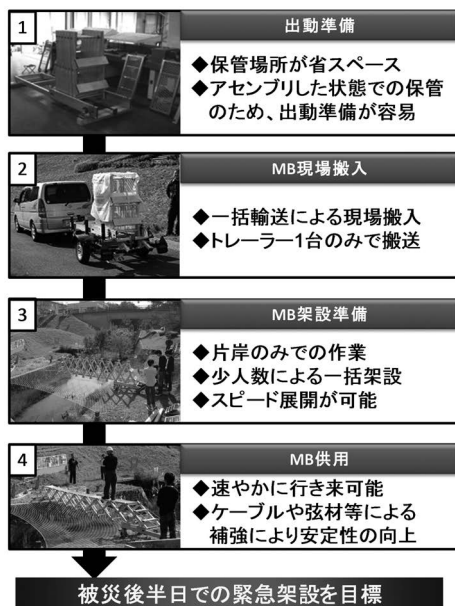 1
出動準備
◆保管場所が省スペース
◆アセンブリした状態での保管
のため、出動準備が容易
2
MB現場搬入
◆一括輸送による現場搬入
◆トレーラー1台のみで搬送
3
MB架設準備
◆片岸のみでの作業
◆少人数による一括架設
◆スピード展開が可能
4
MB供用
◆速やかに行き来可能
◆ケーブルや弦材等による
補強により安定性の向上
被災後半日での緊急架設を目標